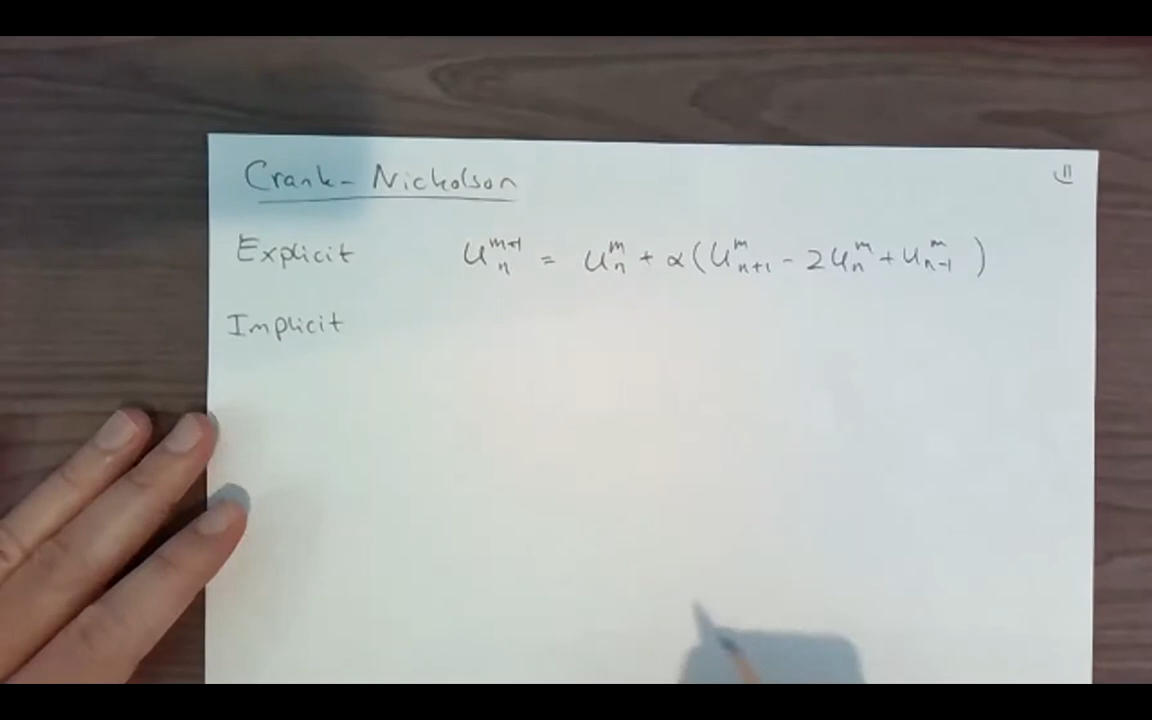 Crank-Nicholson
Explicit u_n^{m+1} = u_n^m + α(u_{n+1}^m - 2u_n^m + u_{n-1}^m)
Implicit